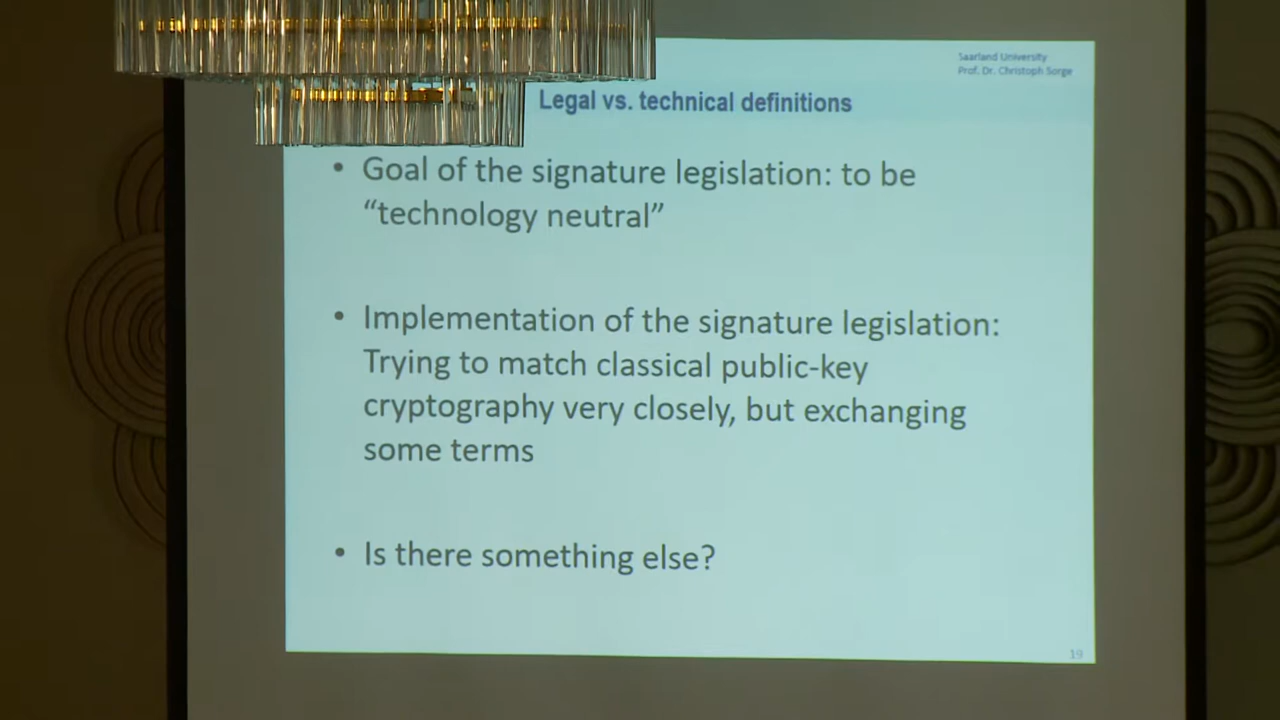 Saarland University
Prof. Dr. Christoph Sorge
Legal vs. technical definitions
• Goal of the signature legislation: to be
“technology neutral”
• Implementation of the signature legislation:
Trying to match classical public-key
cryptography very closely, but exchanging
some terms
• Is there something else?
19